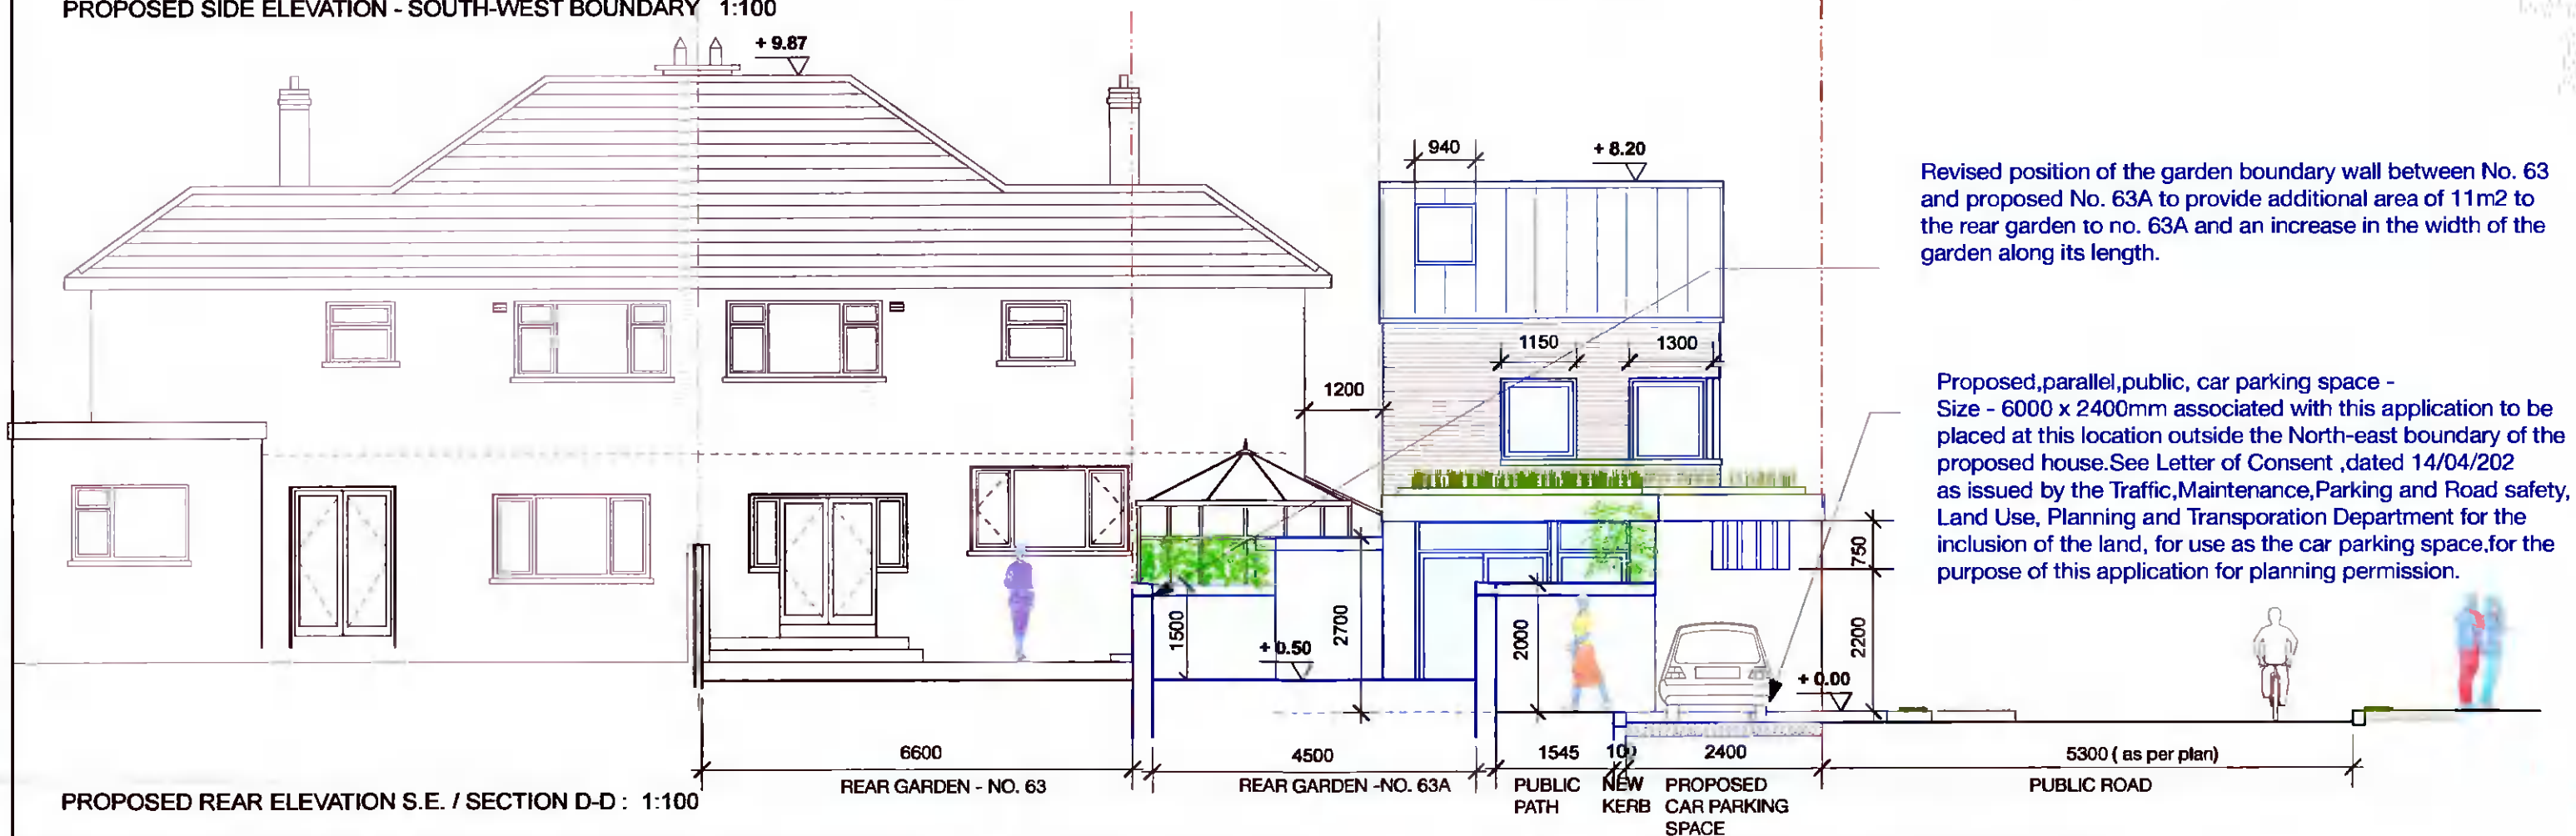 PROPOSED SIDE ELEVATION - SOUTH-WEST BOUNDARY 1:100
+ 9.87
940
+ 8.20
Revised position of the garden boundary wall between No. 63
and proposed No. 63A to provide additional area of 11m2 to
the rear garden to no. 63A and an increase in the width of the
garden along its length.
1150
1300
1200
Proposed,parallel,public, car parking space -
Size - 6000 x 2400mm associated with this application to be
placed at this location outside the North-east boundary of the
proposed house.See Letter of Consent ,dated 14/04/202
as issued by the Traffic,Maintenance,Parking and Road safety,
Land Use, Planning and Transporation Department for the
inclusion of the land, for use as the car parking space,for the
purpose of this application for planning permission.
750
1500
2700
2000
2200
+ 0.50
+ 0.00
6600
4500
1545
100
2400
5300 ( as per plan)
REAR GARDEN - NO. 63
REAR GARDEN -NO. 63A
PUBLIC
PATH
NEW
KERB
PROPOSED
CAR PARKING
SPACE
PUBLIC ROAD
PROPOSED REAR ELEVATION S.E. / SECTION D-D : 1:100